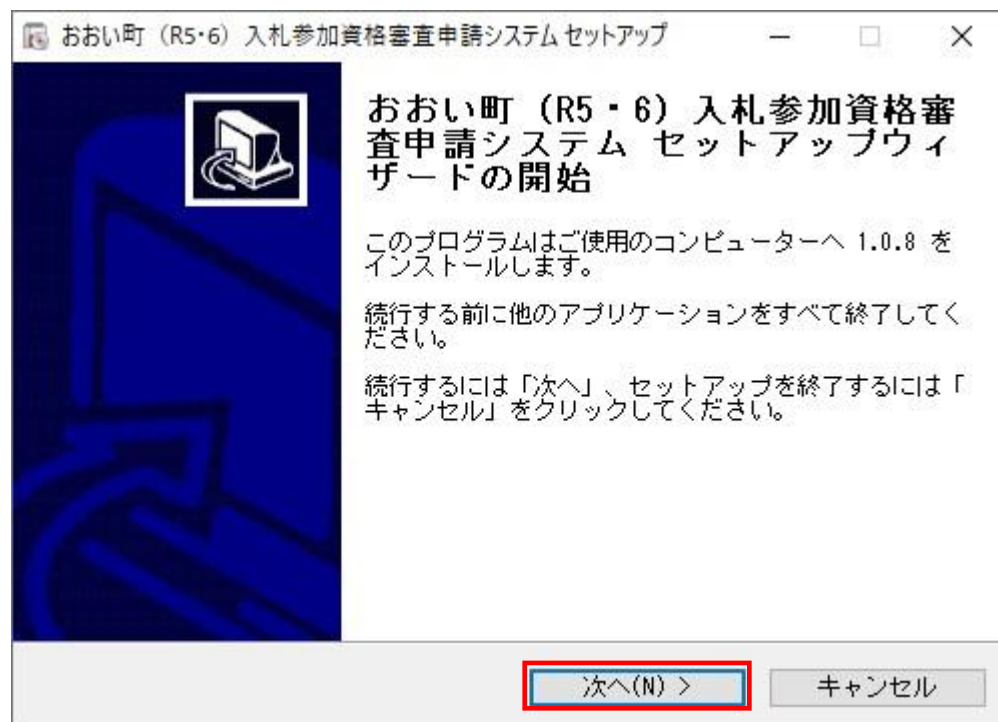 おおい町（R5・6）入札参加資格審査申請システム セットアップ
おおい町（R5・6）入札参加資格審
査申請システム セットアップウィ
ザードの開始
このプログラムはご使用のコンピューターへ 1.0.8 を
インストールします。
続行する前に他のアプリケーションをすべて終了してく
ださい。
続行するには「次へ」、セットアップを終了するには「
キャンセル」をクリックしてください。
次へ(N) >
キャンセル